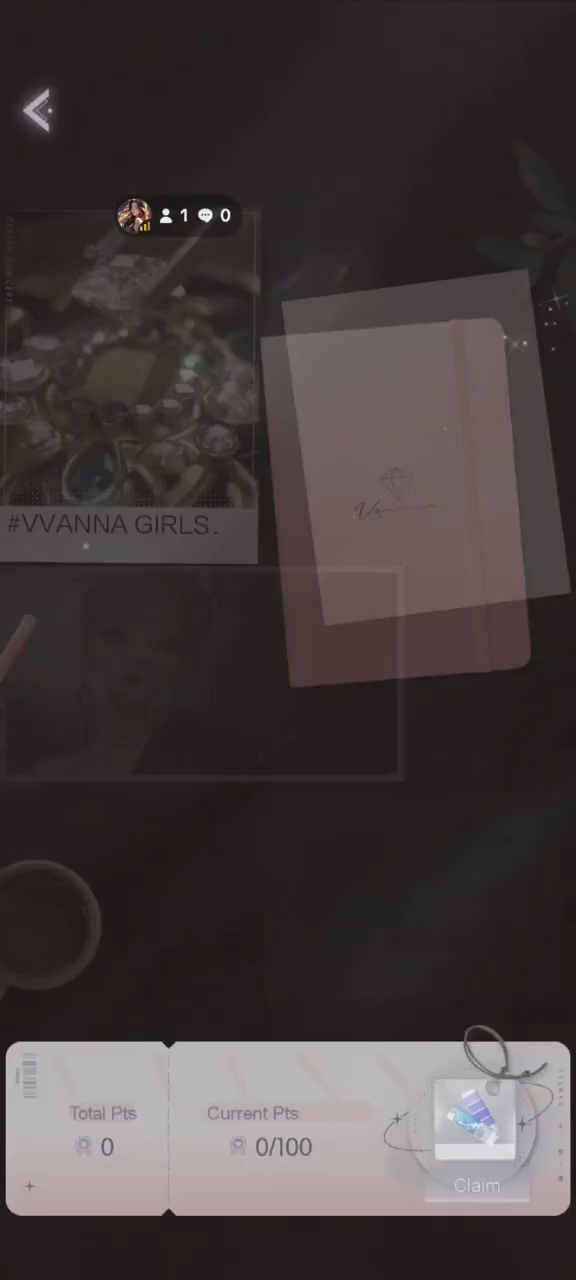 1 0
#VVANNA GIRLS.
Total Pts
Current Pts
0
0/100
Claim